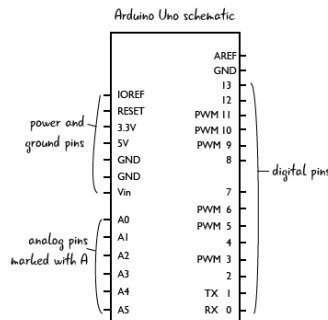 Arduino Uno schematic
AREF
GND
IOREF
13
RESET
12
power and
ground pins
3.3V
PWM 11
5V
PWM 10
GND
PWM 9
GND
8
Vin
digital pins
7
A0
PWM 6
analog pins
marked with A
A1
PWM 5
A2
4
A3
PWM 3
A4
2
TX 1
A5
RX 0